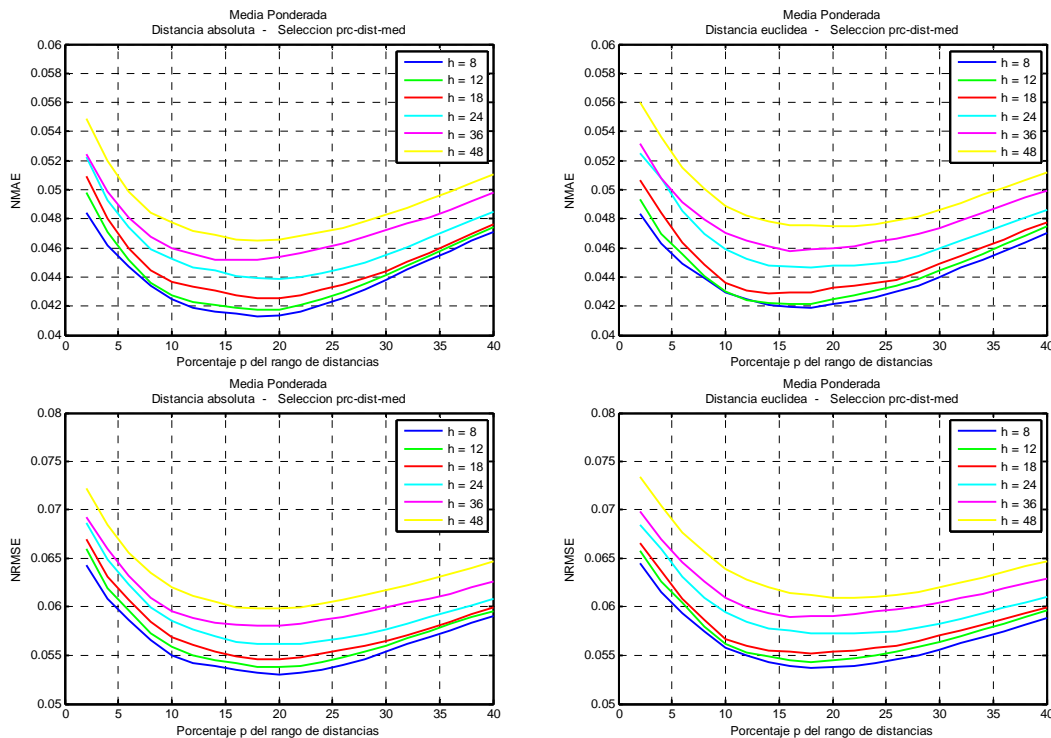 Media Ponderada
Distancia absoluta - Seleccion prc-dist-med
0.06
0.058
0.056
0.054
0.052
0.05
0.048
0.046
0.044
0.042
0.04
NMAE
h = 8
h = 12
h = 18
h = 24
h = 36
h = 48
0 5 10 15 20 25 30 35 40
Porcentaje p del rango de distancias
Media Ponderada
Distancia euclidea - Seleccion prc-dist-med
0.06
0.058
0.056
0.054
0.052
0.05
0.048
0.046
0.044
0.042
0.04
NMAE
h = 8
h = 12
h = 18
h = 24
h = 36
h = 48
0 5 10 15 20 25 30 35 40
Porcentaje p del rango de distancias
Media Ponderada
Distancia absoluta - Seleccion prc-dist-med
0.08
0.075
0.07
0.065
0.06
0.055
0.05
NRMSE
h = 8
h = 12
h = 18
h = 24
h = 36
h = 48
0 5 10 15 20 25 30 35 40
Porcentaje p del rango de distancias
Media Ponderada
Distancia euclidea - Seleccion prc-dist-med
0.08
0.075
0.07
0.065
0.06
0.055
0.05
NRMSE
h = 8
h = 12
h = 18
h = 24
h = 36
h = 48
0 5 10 15 20 25 30 35 40
Porcentaje p del rango de distancias